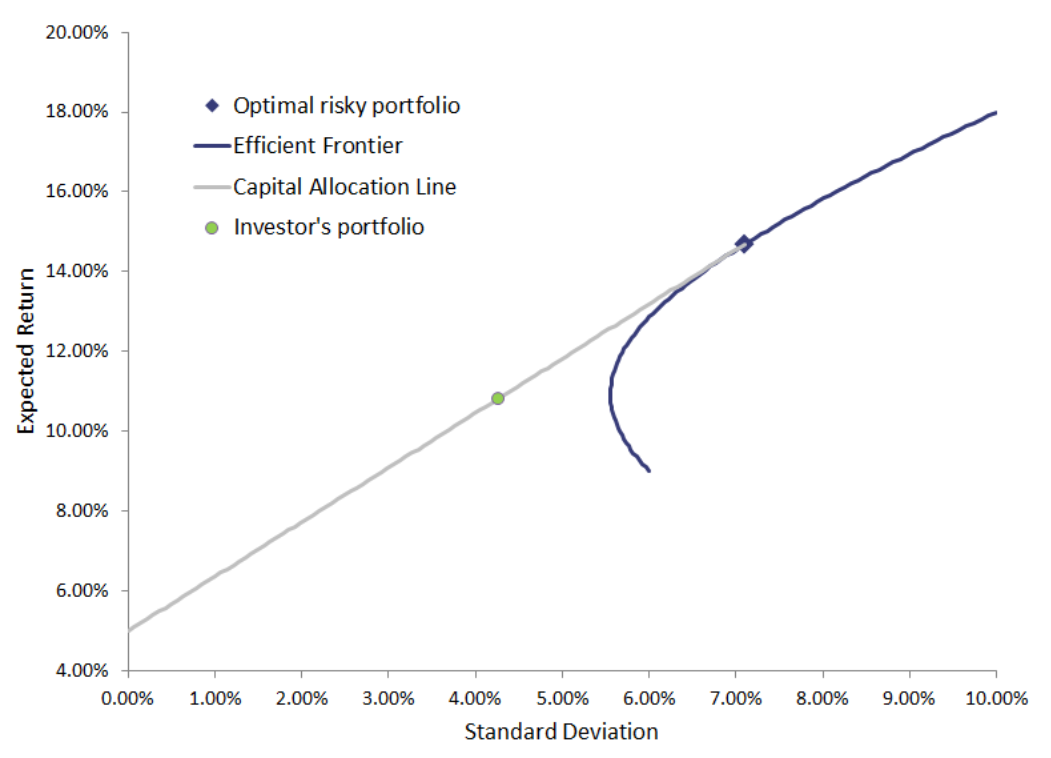 20.00%
18.00%
16.00%
14.00%
12.00%
10.00%
8.00%
6.00%
4.00%
Expected Return
Optimal risky portfolio
Efficient Frontier
Capital Allocation Line
Investor's portfolio
0.00% 1.00% 2.00% 3.00% 4.00% 5.00% 6.00% 7.00% 8.00% 9.00% 10.00%
Standard Deviation